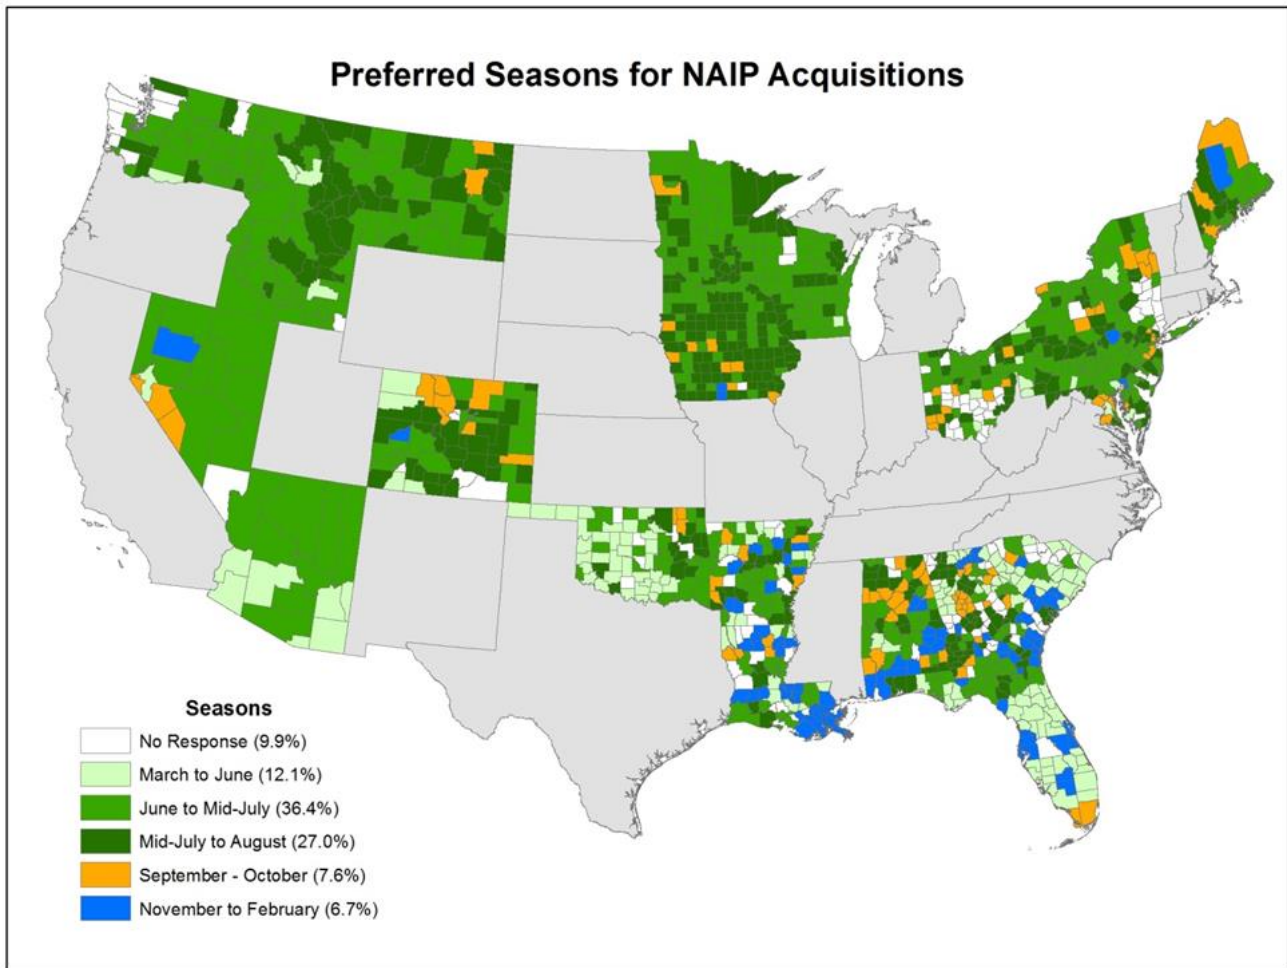 Preferred Seasons for NAIP Acquisitions
Seasons
No Response (9.9%)
March to June (12.1%)
June to Mid-July (36.4%)
Mid-July to August (27.0%)
September - October (7.6%)
November to February (6.7%)